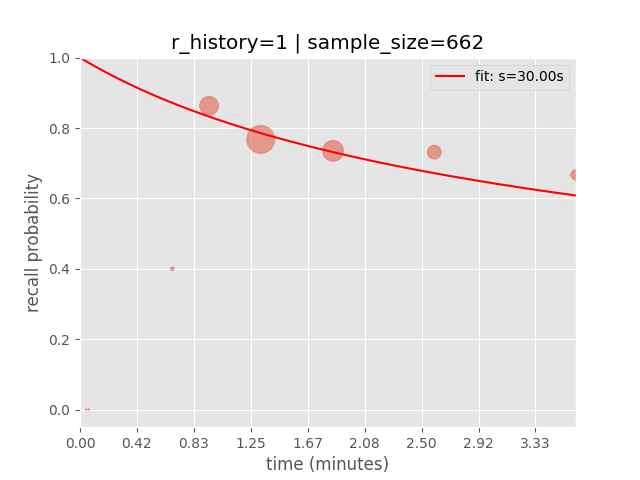 r_history=1 | sample_size=662
fit: s=30.00s
recall probability
1.0
0.8
0.6
0.4
0.2
0.0
0.00 0.42 0.83 1.25 1.67 2.08 2.50 2.92 3.33
time (minutes)